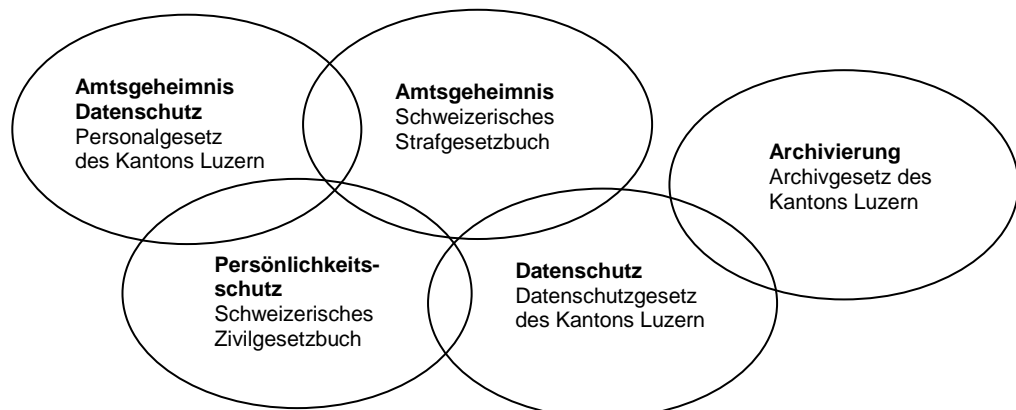 Amtsgeheimnis
Datenschutz
Personalgesetz
des Kantons Luzern
Amtsgeheimnis
Schweizerisches
Strafgesetzbuch
Archivierung
Archivgesetz des
Kantons Luzern
Persönlichkeits-
schutz
Schweizerisches
Zivilgesetzbuch
Datenschutz
Datenschutzgesetz
des Kantons Luzern